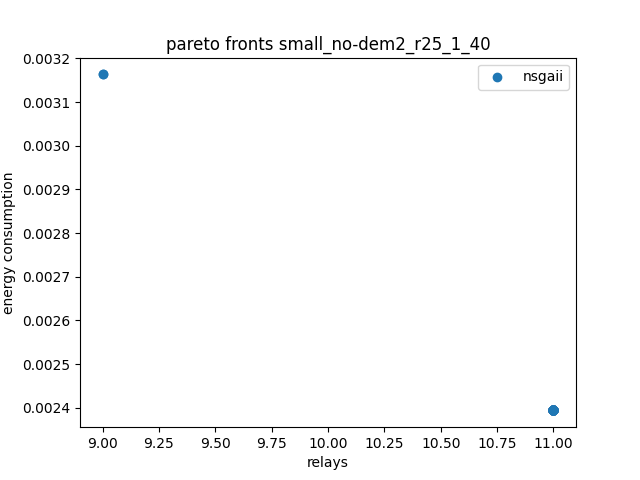 pareto fronts small_no-dem2_r25_1_40
nsgaii
energy consumption
0.0032
0.0031
0.0030
0.0029
0.0028
0.0027
0.0026
0.0025
0.0024
9.00 9.25 9.50 9.75 10.00 10.25 10.50 10.75 11.00
relays